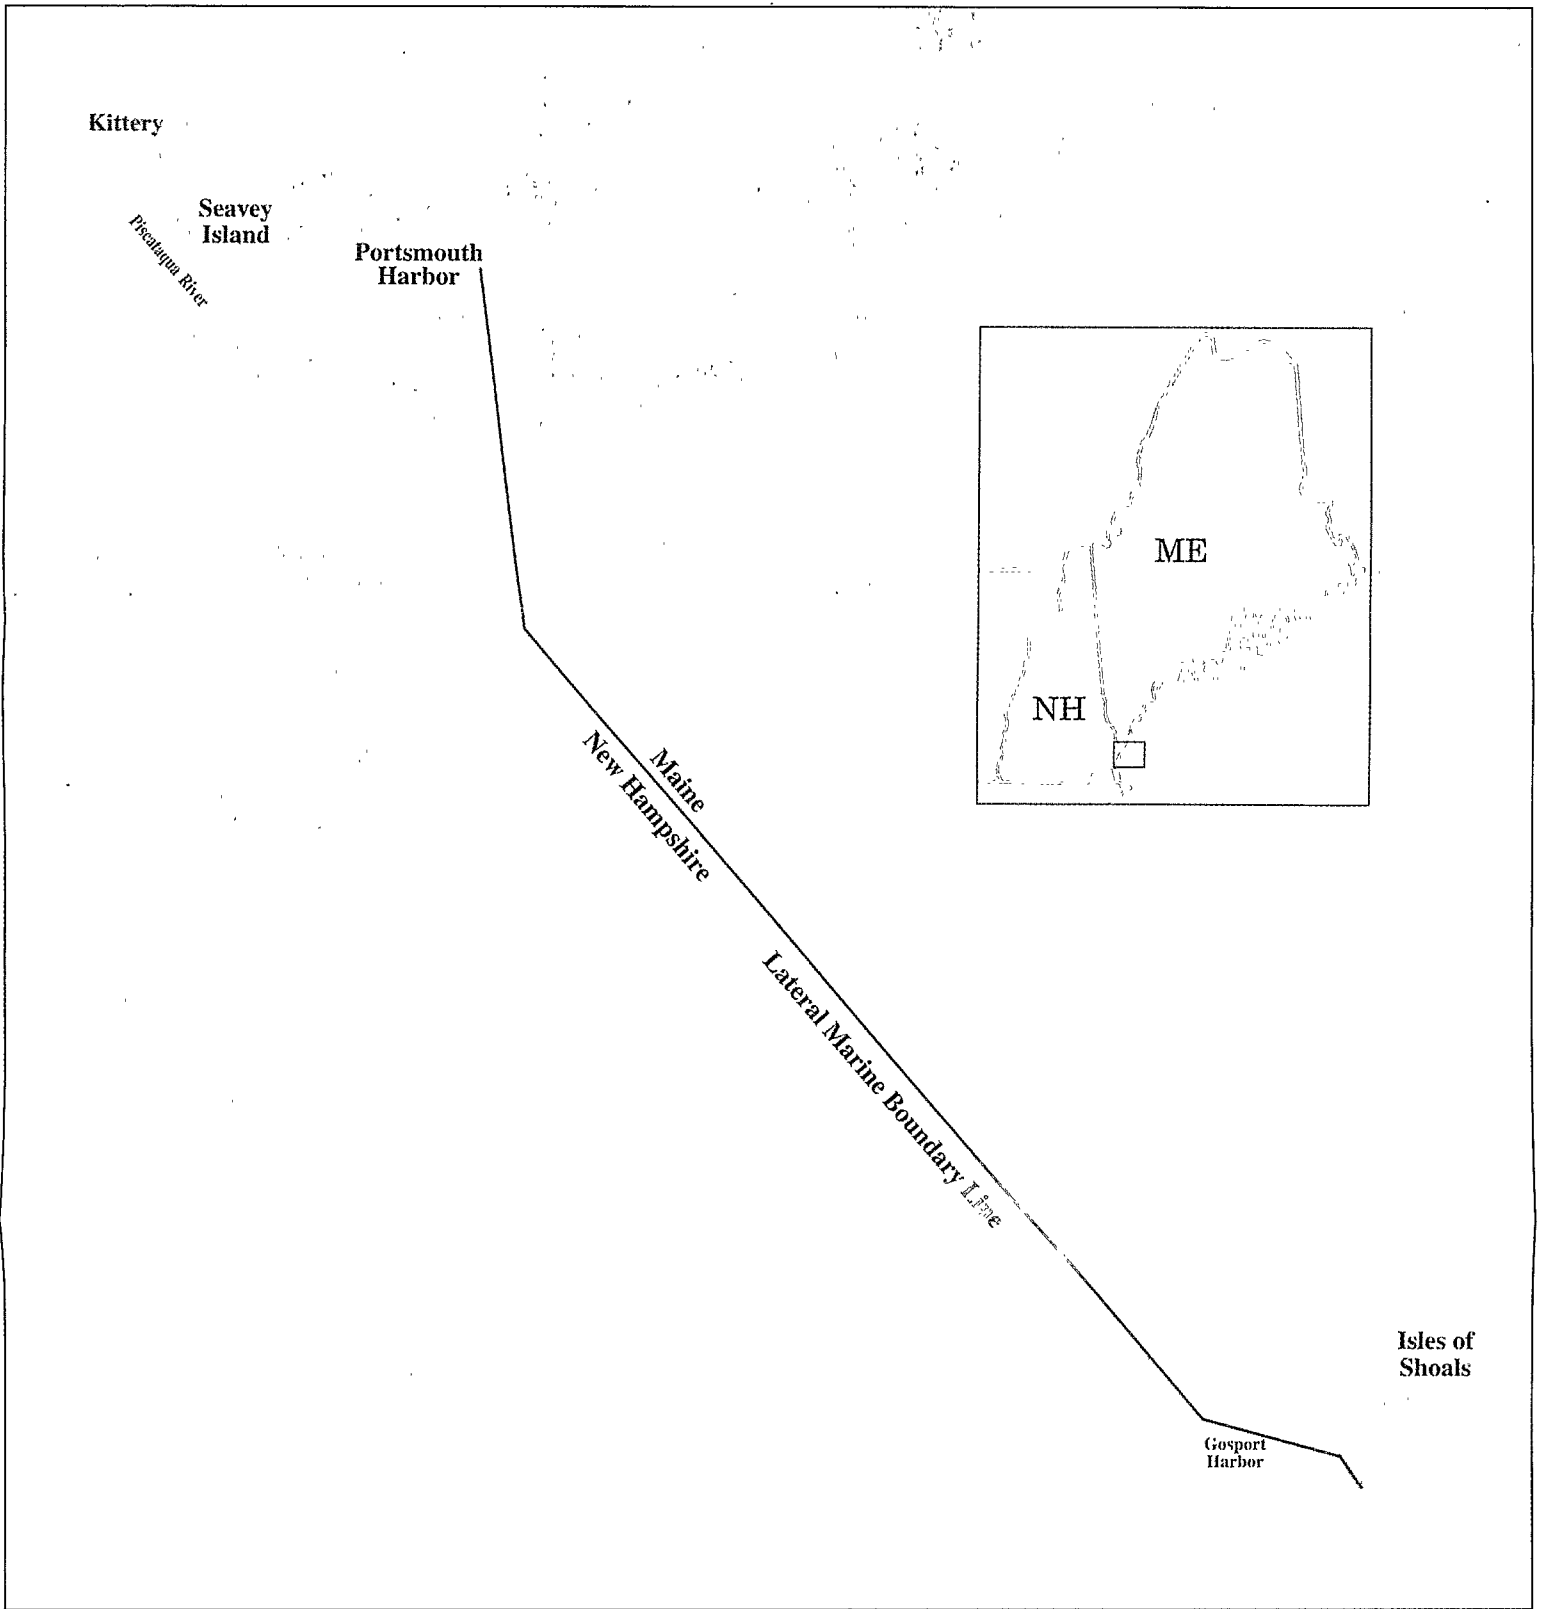 Kittery
Seavey
Island
Piscataqua River
Portsmouth
Harbor
ME
NH
Maine
New Hampshire
Lateral Marine Boundary Line
Isles of
Shoals
Gosport
Harbor